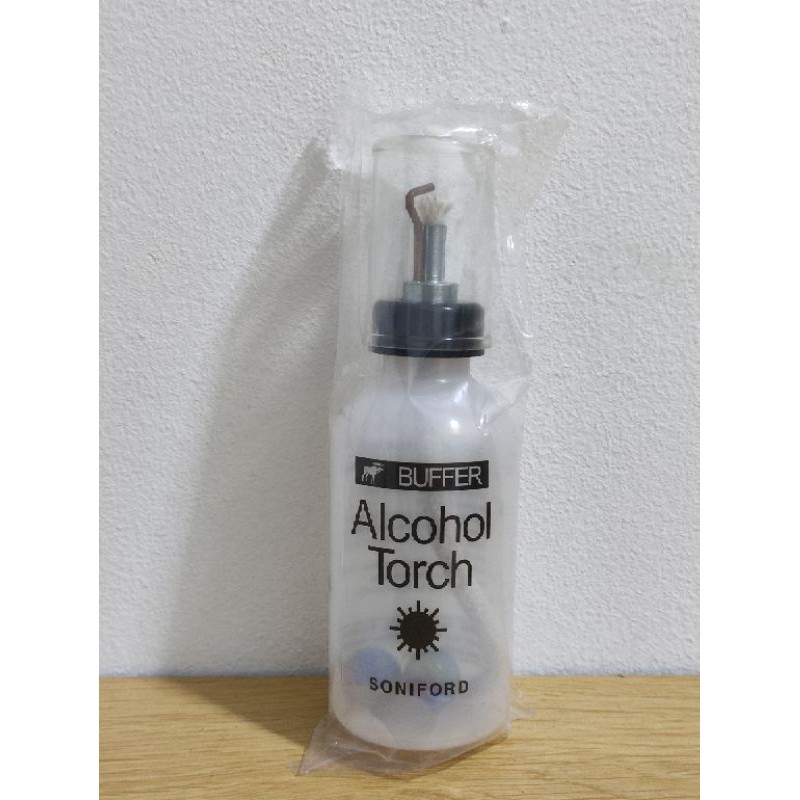 BUFFER
Alcohol
Torch
SONIFORD